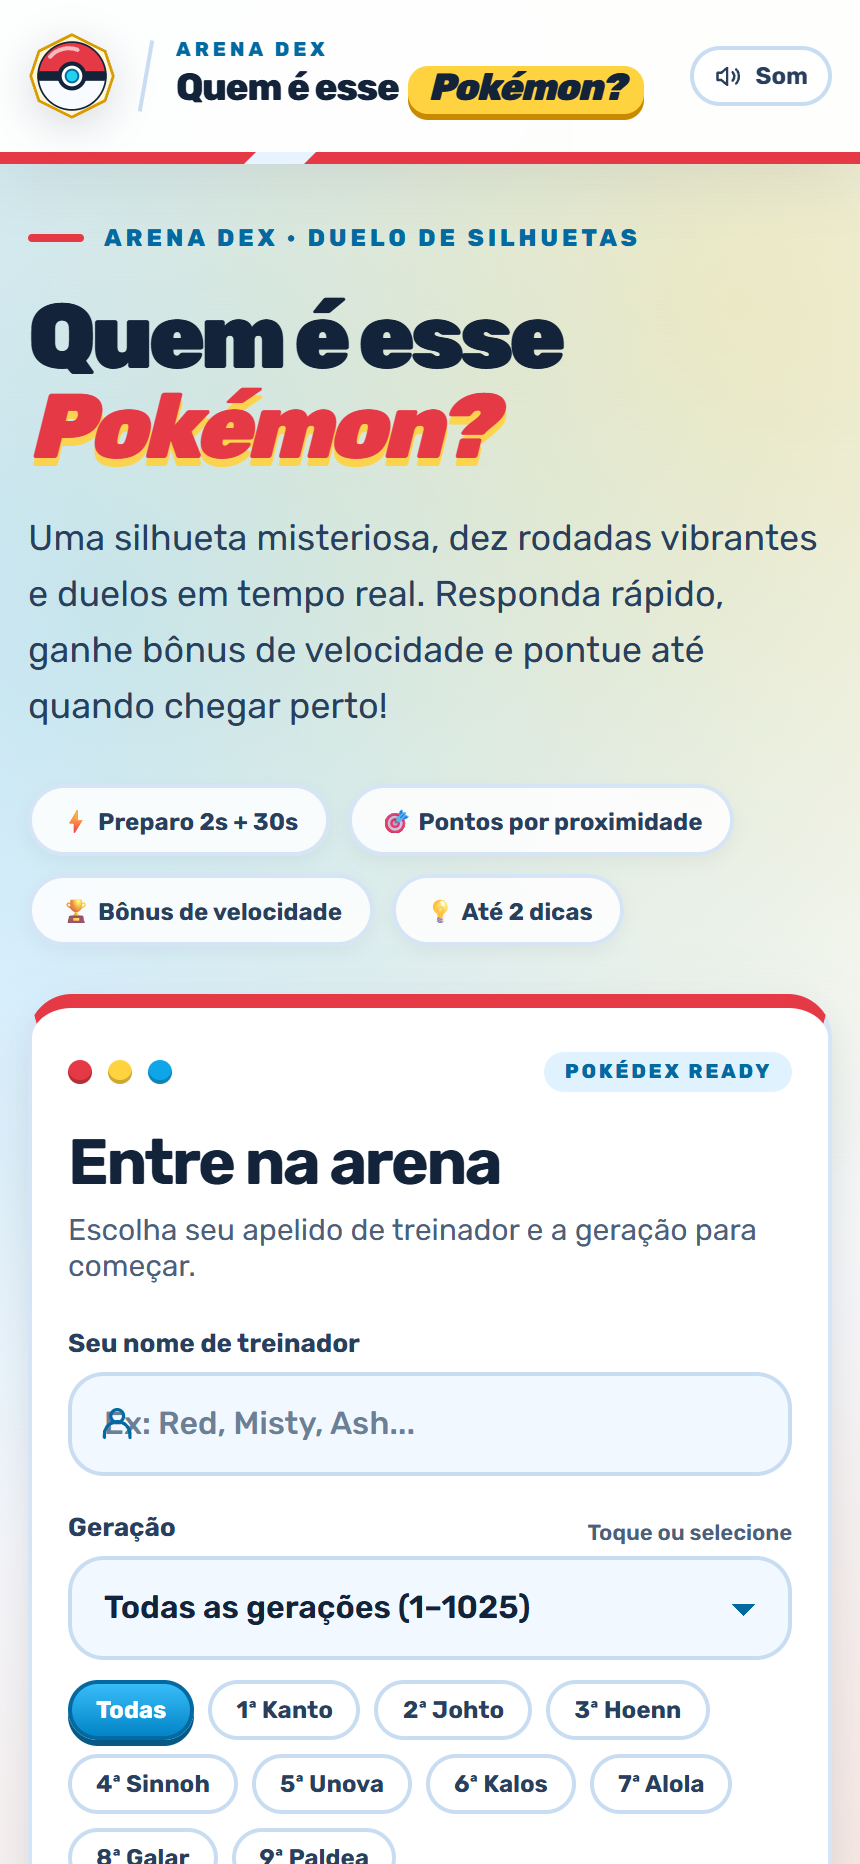 ARENA DEX
Quem é esse Pokémon?
Som
ARENA DEX • DUELO DE SILHUETAS
Quem é esse
Pokémon?
Uma silhueta misteriosa, dez rodadas vibrantes
e duelos em tempo real. Responda rápido,
ganhe bônus de velocidade e pontue até
quando chegar perto!
Preparo 2s + 30s
Pontos por proximidade
Bônus de velocidade
Até 2 dicas
POKÉDEX READY
Entre na arena
Escolha seu apelido de treinador e a geração para
começar.
Seu nome de treinador
Ex: Red, Misty, Ash...
Geração
Toque ou selecione
Todas as gerações (1–1025)
Todas
1ª Kanto
2ª Johto
3ª Hoenn
4ª Sinnoh
5ª Unova
6ª Kalos
7ª Alola
8ª Galar
9ª Paldea